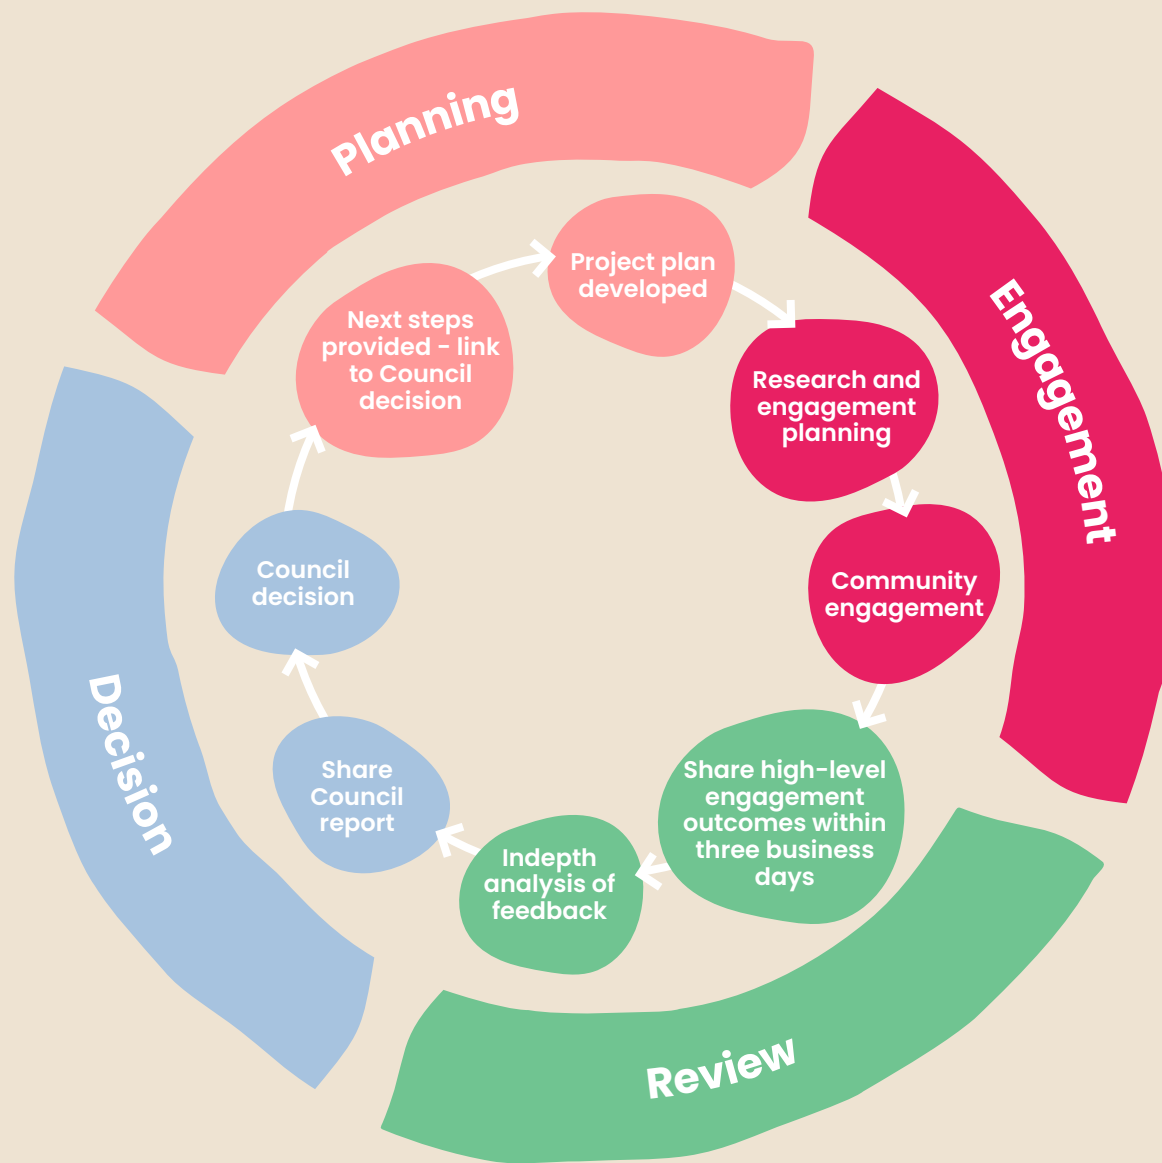 Planning
Engagement
Review
Decision
Project plan
developed
Research and
engagement
planning
Community
engagement
Share high-level
engagement
outcomes within
three business
days
Indepth
analysis of
feedback
Share
Council
report
Council
decision
Next steps
provided - link
to Council
decision